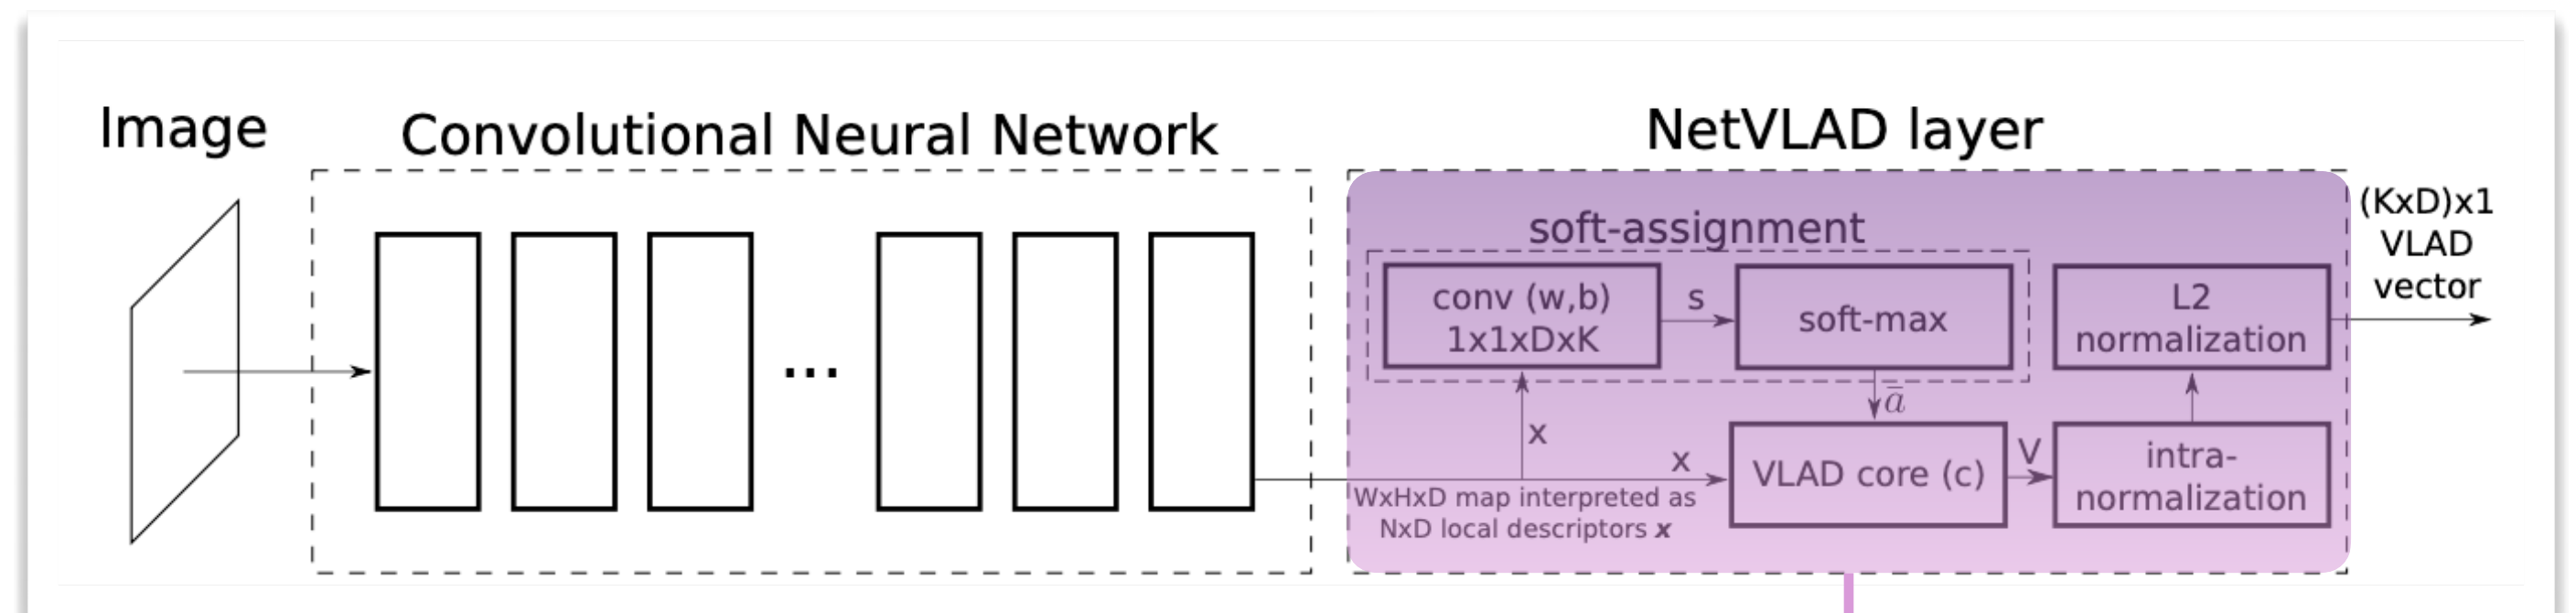 Image
Convolutional Neural Network
NetVLAD layer
...
soft-assignment
conv (w,b)
1x1xDxK
s
soft-max
L2
normalization
(KxD)x1
VLAD
vector
x
x
ā
WxHxD map interpreted as
NxD local descriptors x
VLAD core (c)
V
intra-
normalization